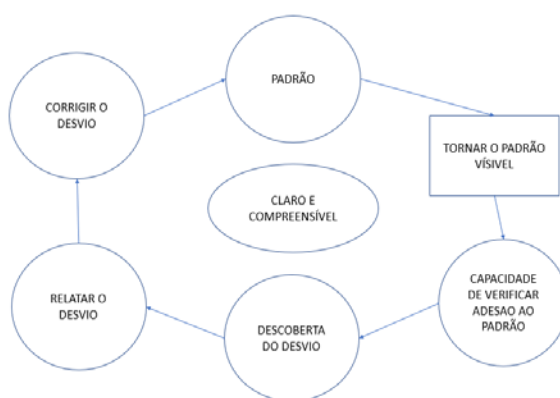 PADRÃO
CORRIGIR O
DESVIO
TORNAR O PADRÃO
VÍSIVEL
CLARO E
COMPREENSÍVEL
CAPACIDADE
DE VERIFICAR
ADESAO AO
PADRÃO
RELATAR O
DESVIO
DESCOBERTA
DO DESVIO